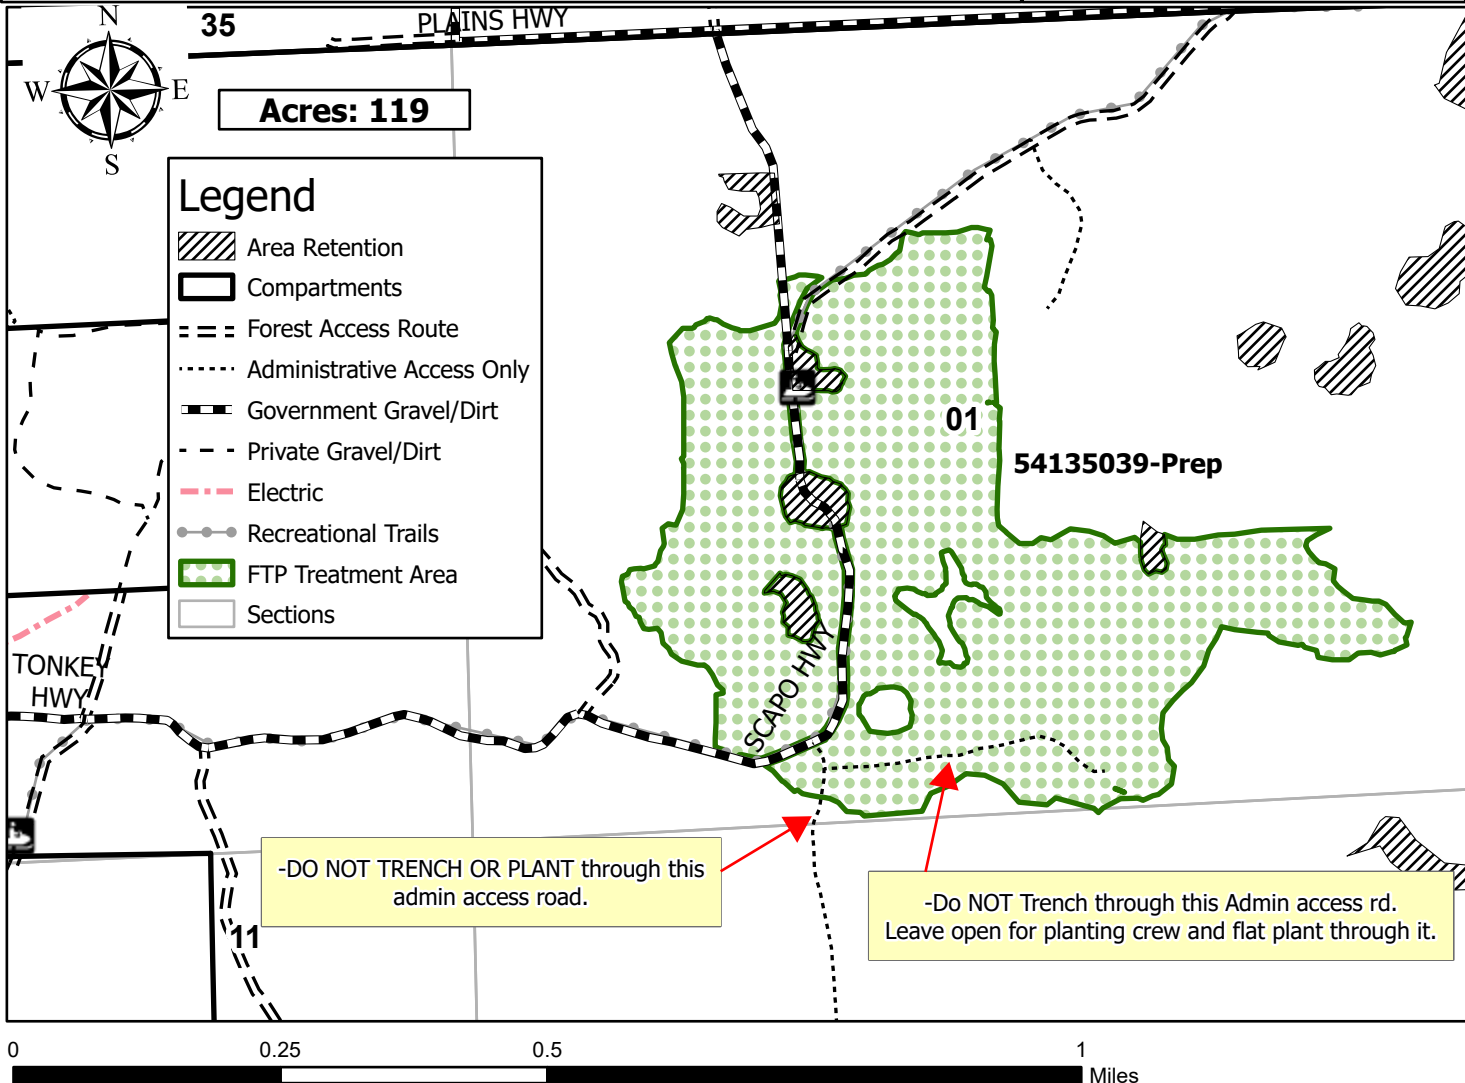 PLAINS HWY
35
N
W
E
S
Acres: 119
Legend
Area Retention
Compartments
Forest Access Route
Administrative Access Only
Government Gravel/Dirt
Private Gravel/Dirt
Electric
Recreational Trails
FTP Treatment Area
Sections
01
54135039-Prep
TONKEY
HWY
SCAPO HWY
-DO NOT TRENCH OR PLANT through this
admin access road.
-Do NOT Trench through this Admin access rd.
Leave open for planting crew and flat plant through it.
11
0
0.25
0.5
1
Miles